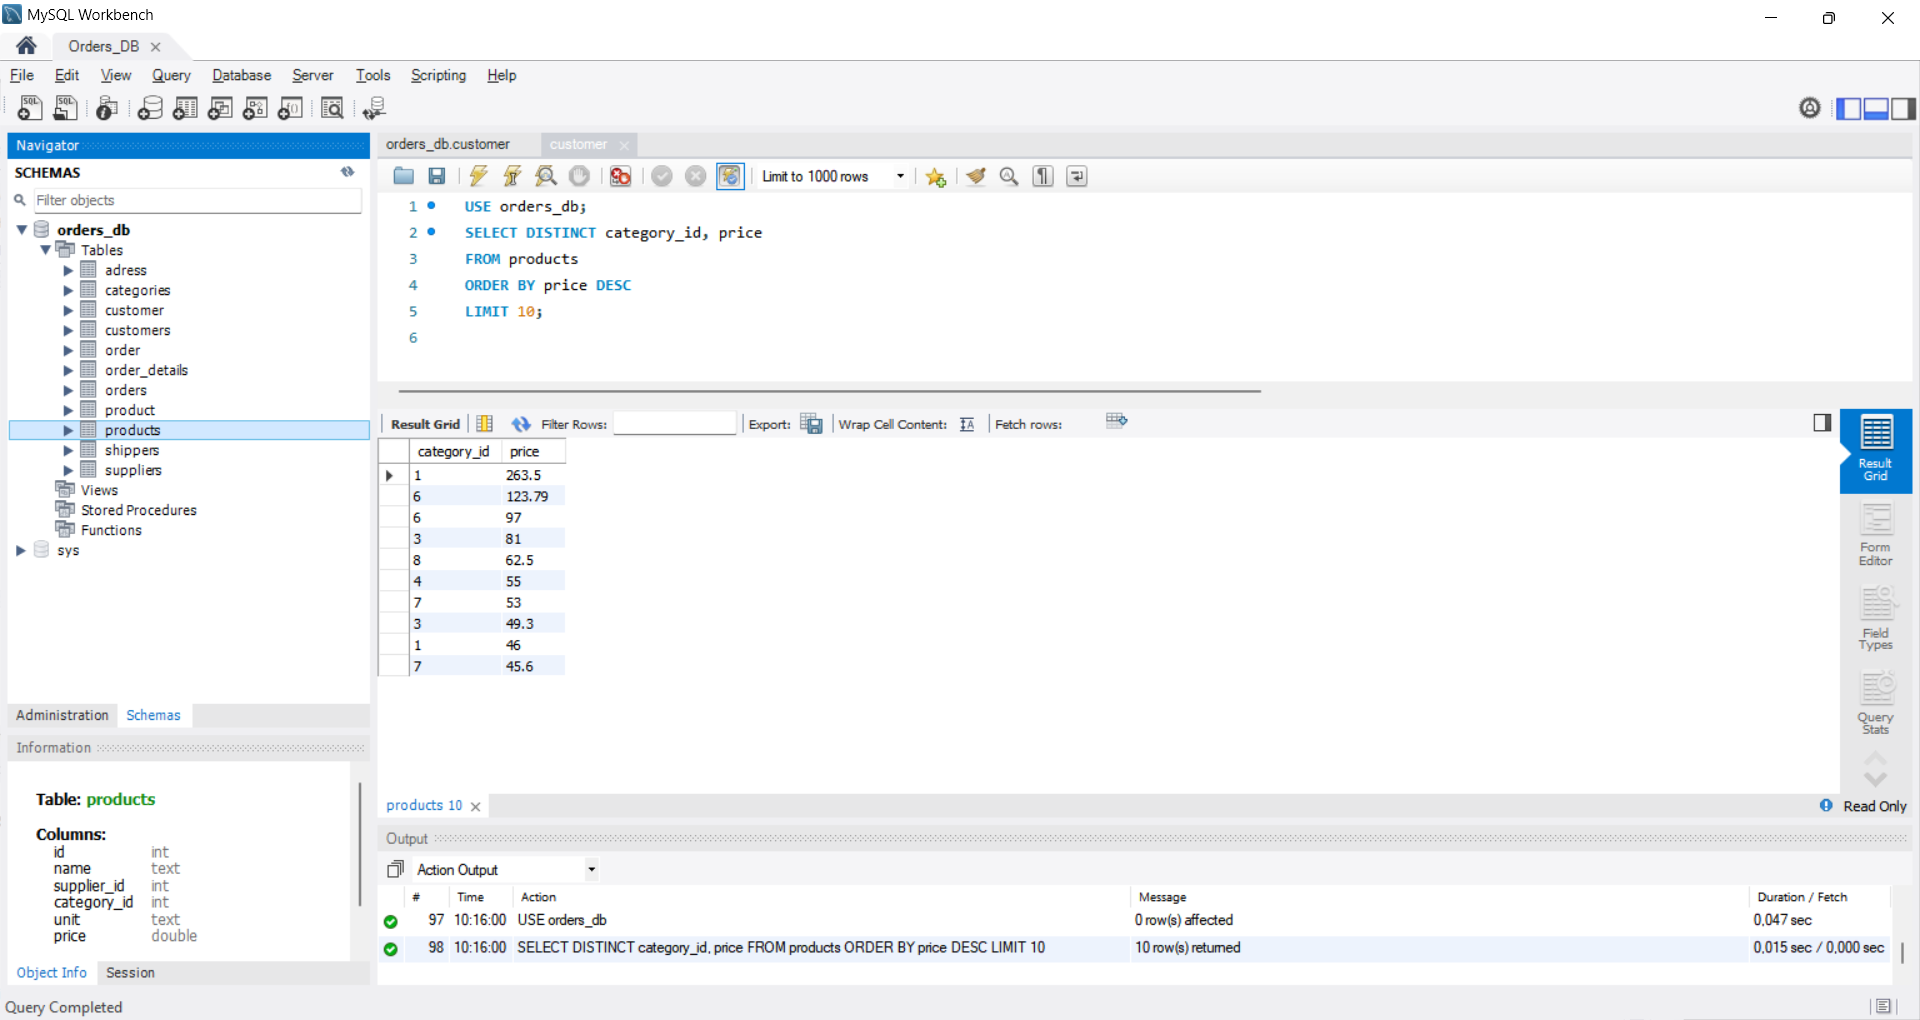 MySQL Workbench
Orders_DB
File Edit View Query Database Server Tools Scripting Help
Navigator
SCHEMAS
Filter objects
orders_db
Tables
adress
categories
customer
customers
order
order_details
orders
product
products
shippers
suppliers
Views
Stored Procedures
Functions
sys
Administration Schemas
Information
Table: products
Columns:
id int
name text
supplier_id int
category_id int
unit text
price double
Object Info Session
orders_db.customer customer
Limit to 1000 rows
1 USE orders_db;
2 SELECT DISTINCT category_id, price
3 FROM products
4 ORDER BY price DESC
5 LIMIT 10;
6
Result Grid Filter Rows: Export: Wrap Cell Content: Fetch rows:
category_id price
1 263.5
6 123.79
6 97
3 81
8 62.5
4 55
7 53
3 49.3
1 46
7 45.6
Result
Grid
Form
Editor
Field
Types
Query
Stats
products 10
Read Only
Output
Action Output
# Time Action Message Duration / Fetch
97 10:16:00 USE orders_db 0 row(s) affected 0,047 sec
98 10:16:00 SELECT DISTINCT category_id, price FROM products ORDER BY price DESC LIMIT 10 10 row(s) returned 0,015 sec / 0,000 sec
Query Completed